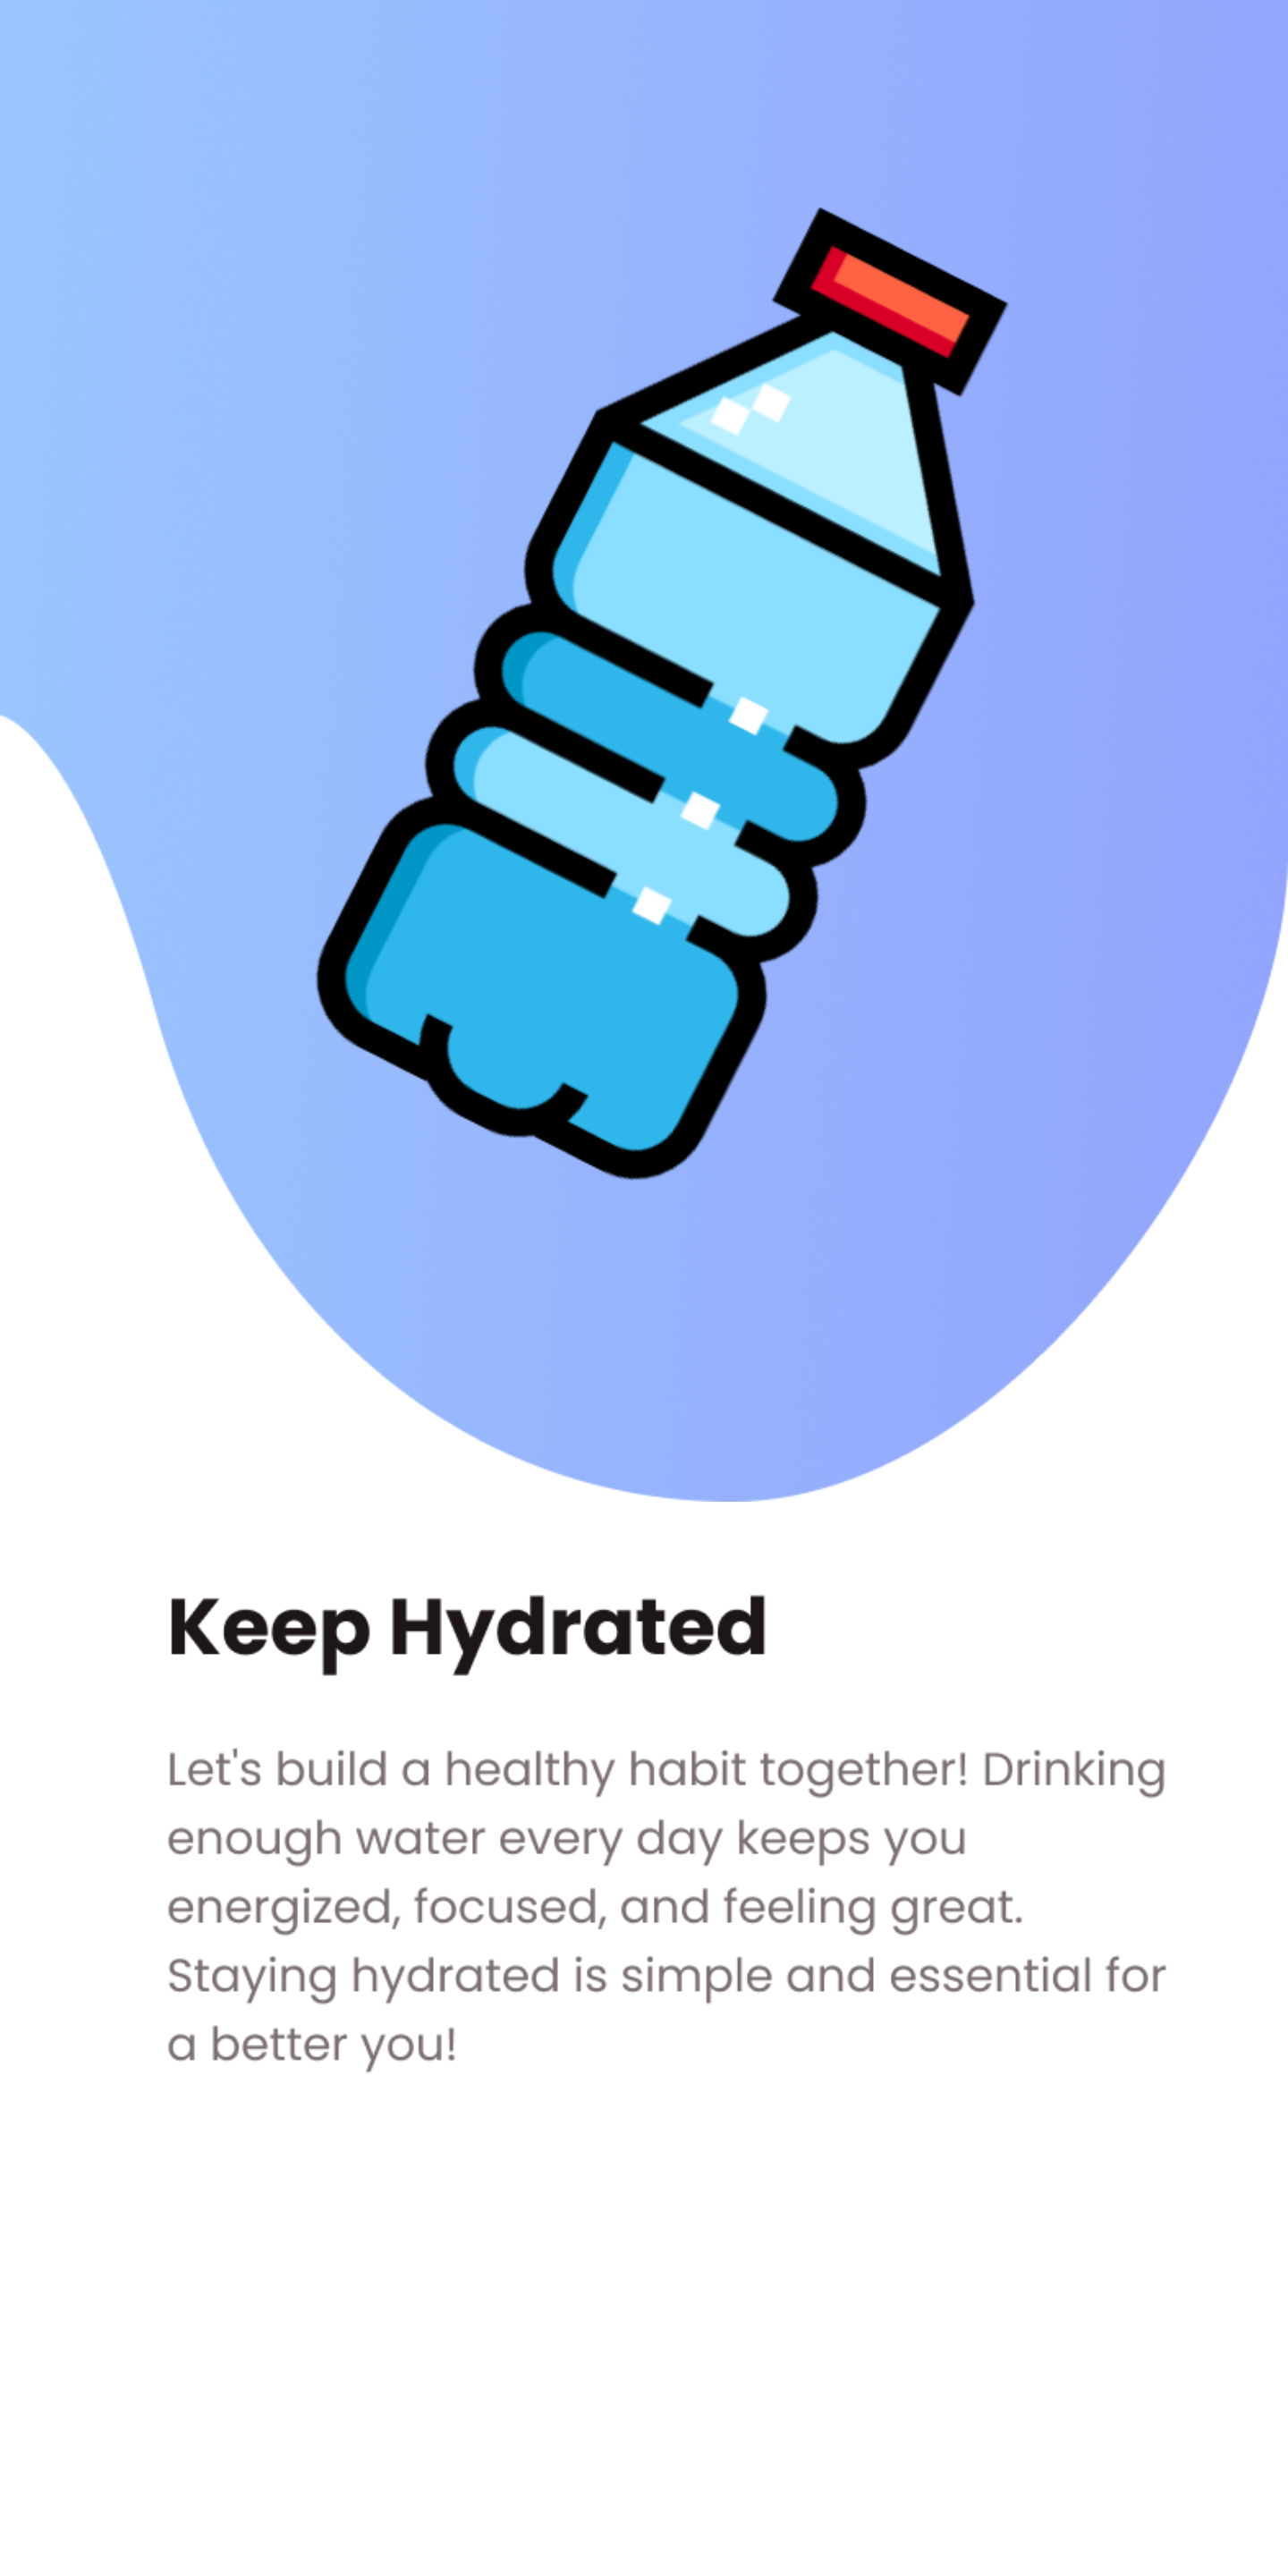 Keep Hydrated
Let's build a healthy habit together! Drinking
enough water every day keeps you
energized, focused, and feeling great.
Staying hydrated is simple and essential for
a better you!